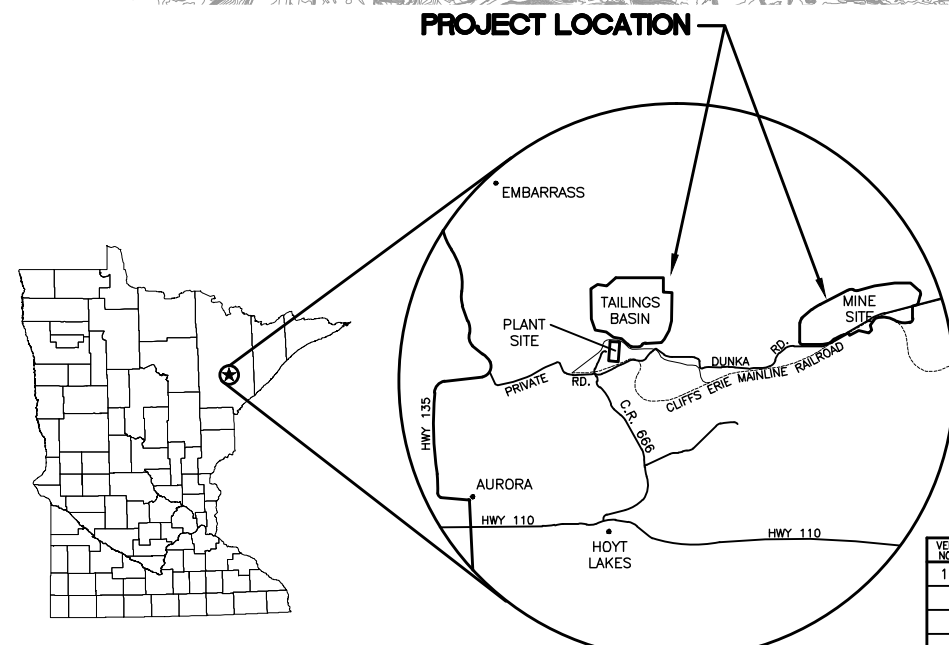 PROJECT LOCATION
EMBARRASS
TAILINGS
BASIN
MINE
SITE
PLANT
SITE
DUNKA
RD.
PRIVATE
RD.
CLIFFS ERIE MAINLINE RAILROAD
C.R. 666
HWY 135
AURORA
HWY 110
HWY 110
HOYT
LAKES
1